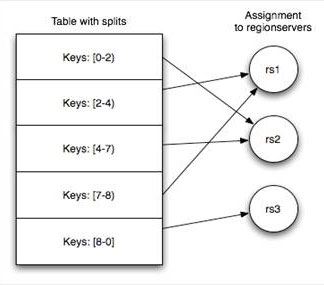 Table with splits
Assignment
to regionservers
Keys: [0-2)
Keys: [2-4)
Keys: [4-7)
Keys: [7-8)
Keys: [8-0]
rs1
rs2
rs3